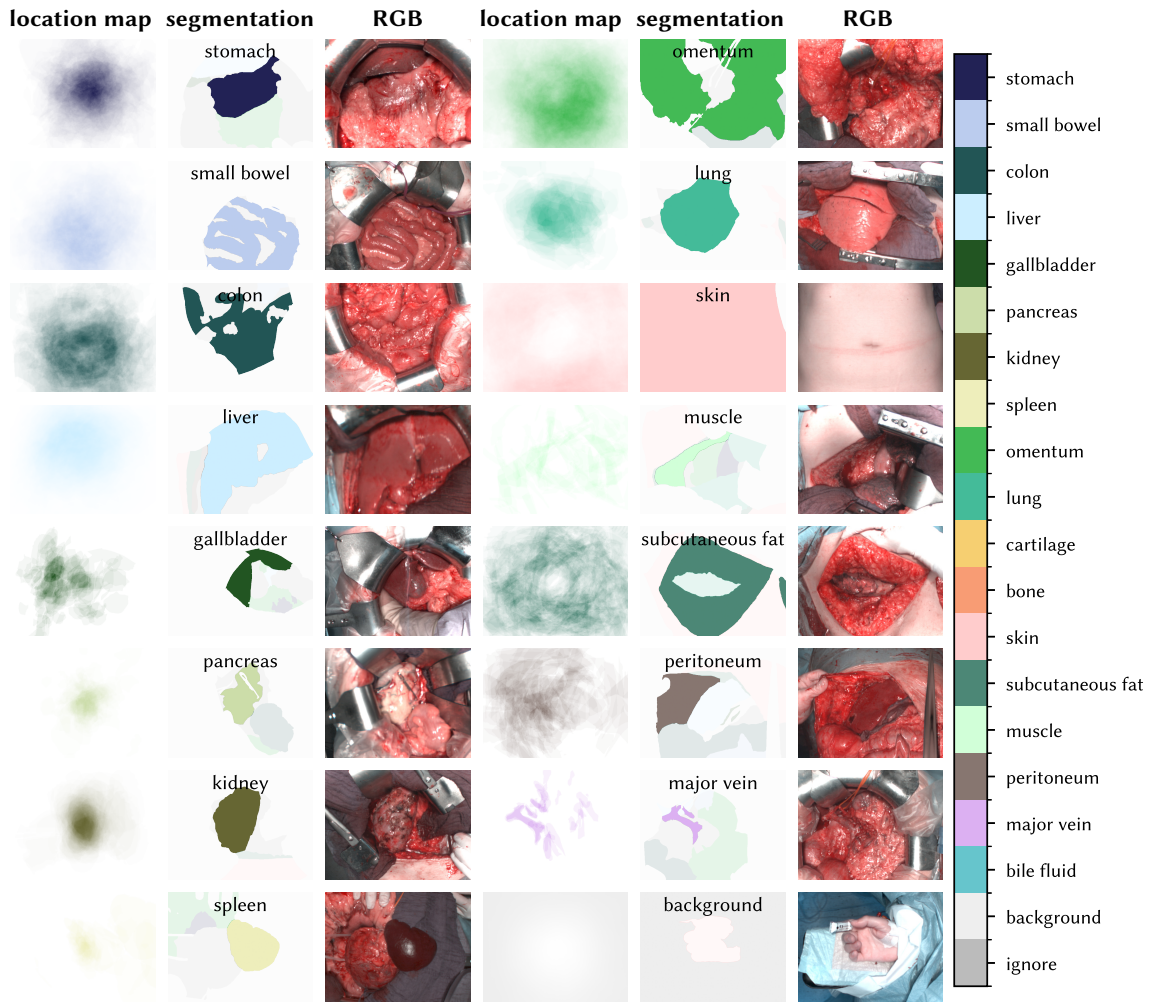 location map segmentation RGB location map segmentation RGB
stomach
omentum
small bowel
lung
colon
skin
liver
muscle
gallbladder
subcutaneous fat
pancreas
peritoneum
kidney
major vein
spleen
background
stomach
small bowel
colon
liver
gallbladder
pancreas
kidney
spleen
omentum
lung
cartilage
bone
skin
subcutaneous fat
muscle
peritoneum
major vein
bile fluid
background
ignore